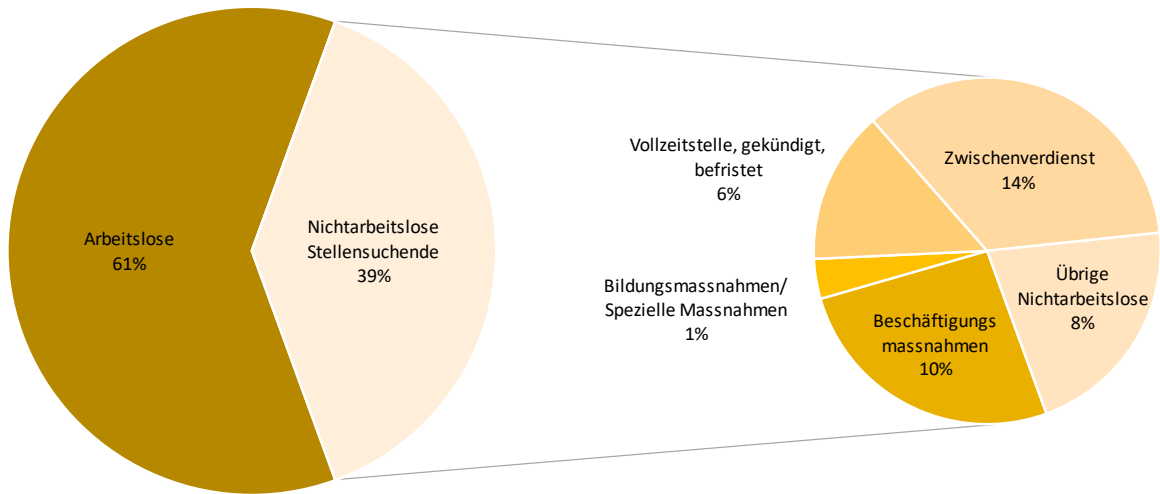 Arbeitslose
61%
Nichtarbeitslose
Stellensuchende
39%
Vollzeitstelle, gekündigt,
befristet
6%
Zwischenverdienst
14%
Bildungsmassnahmen/
Spezielle Massnahmen
1%
Beschäftigungs
massnahmen
10%
Übrige
Nichtarbeitslose
8%